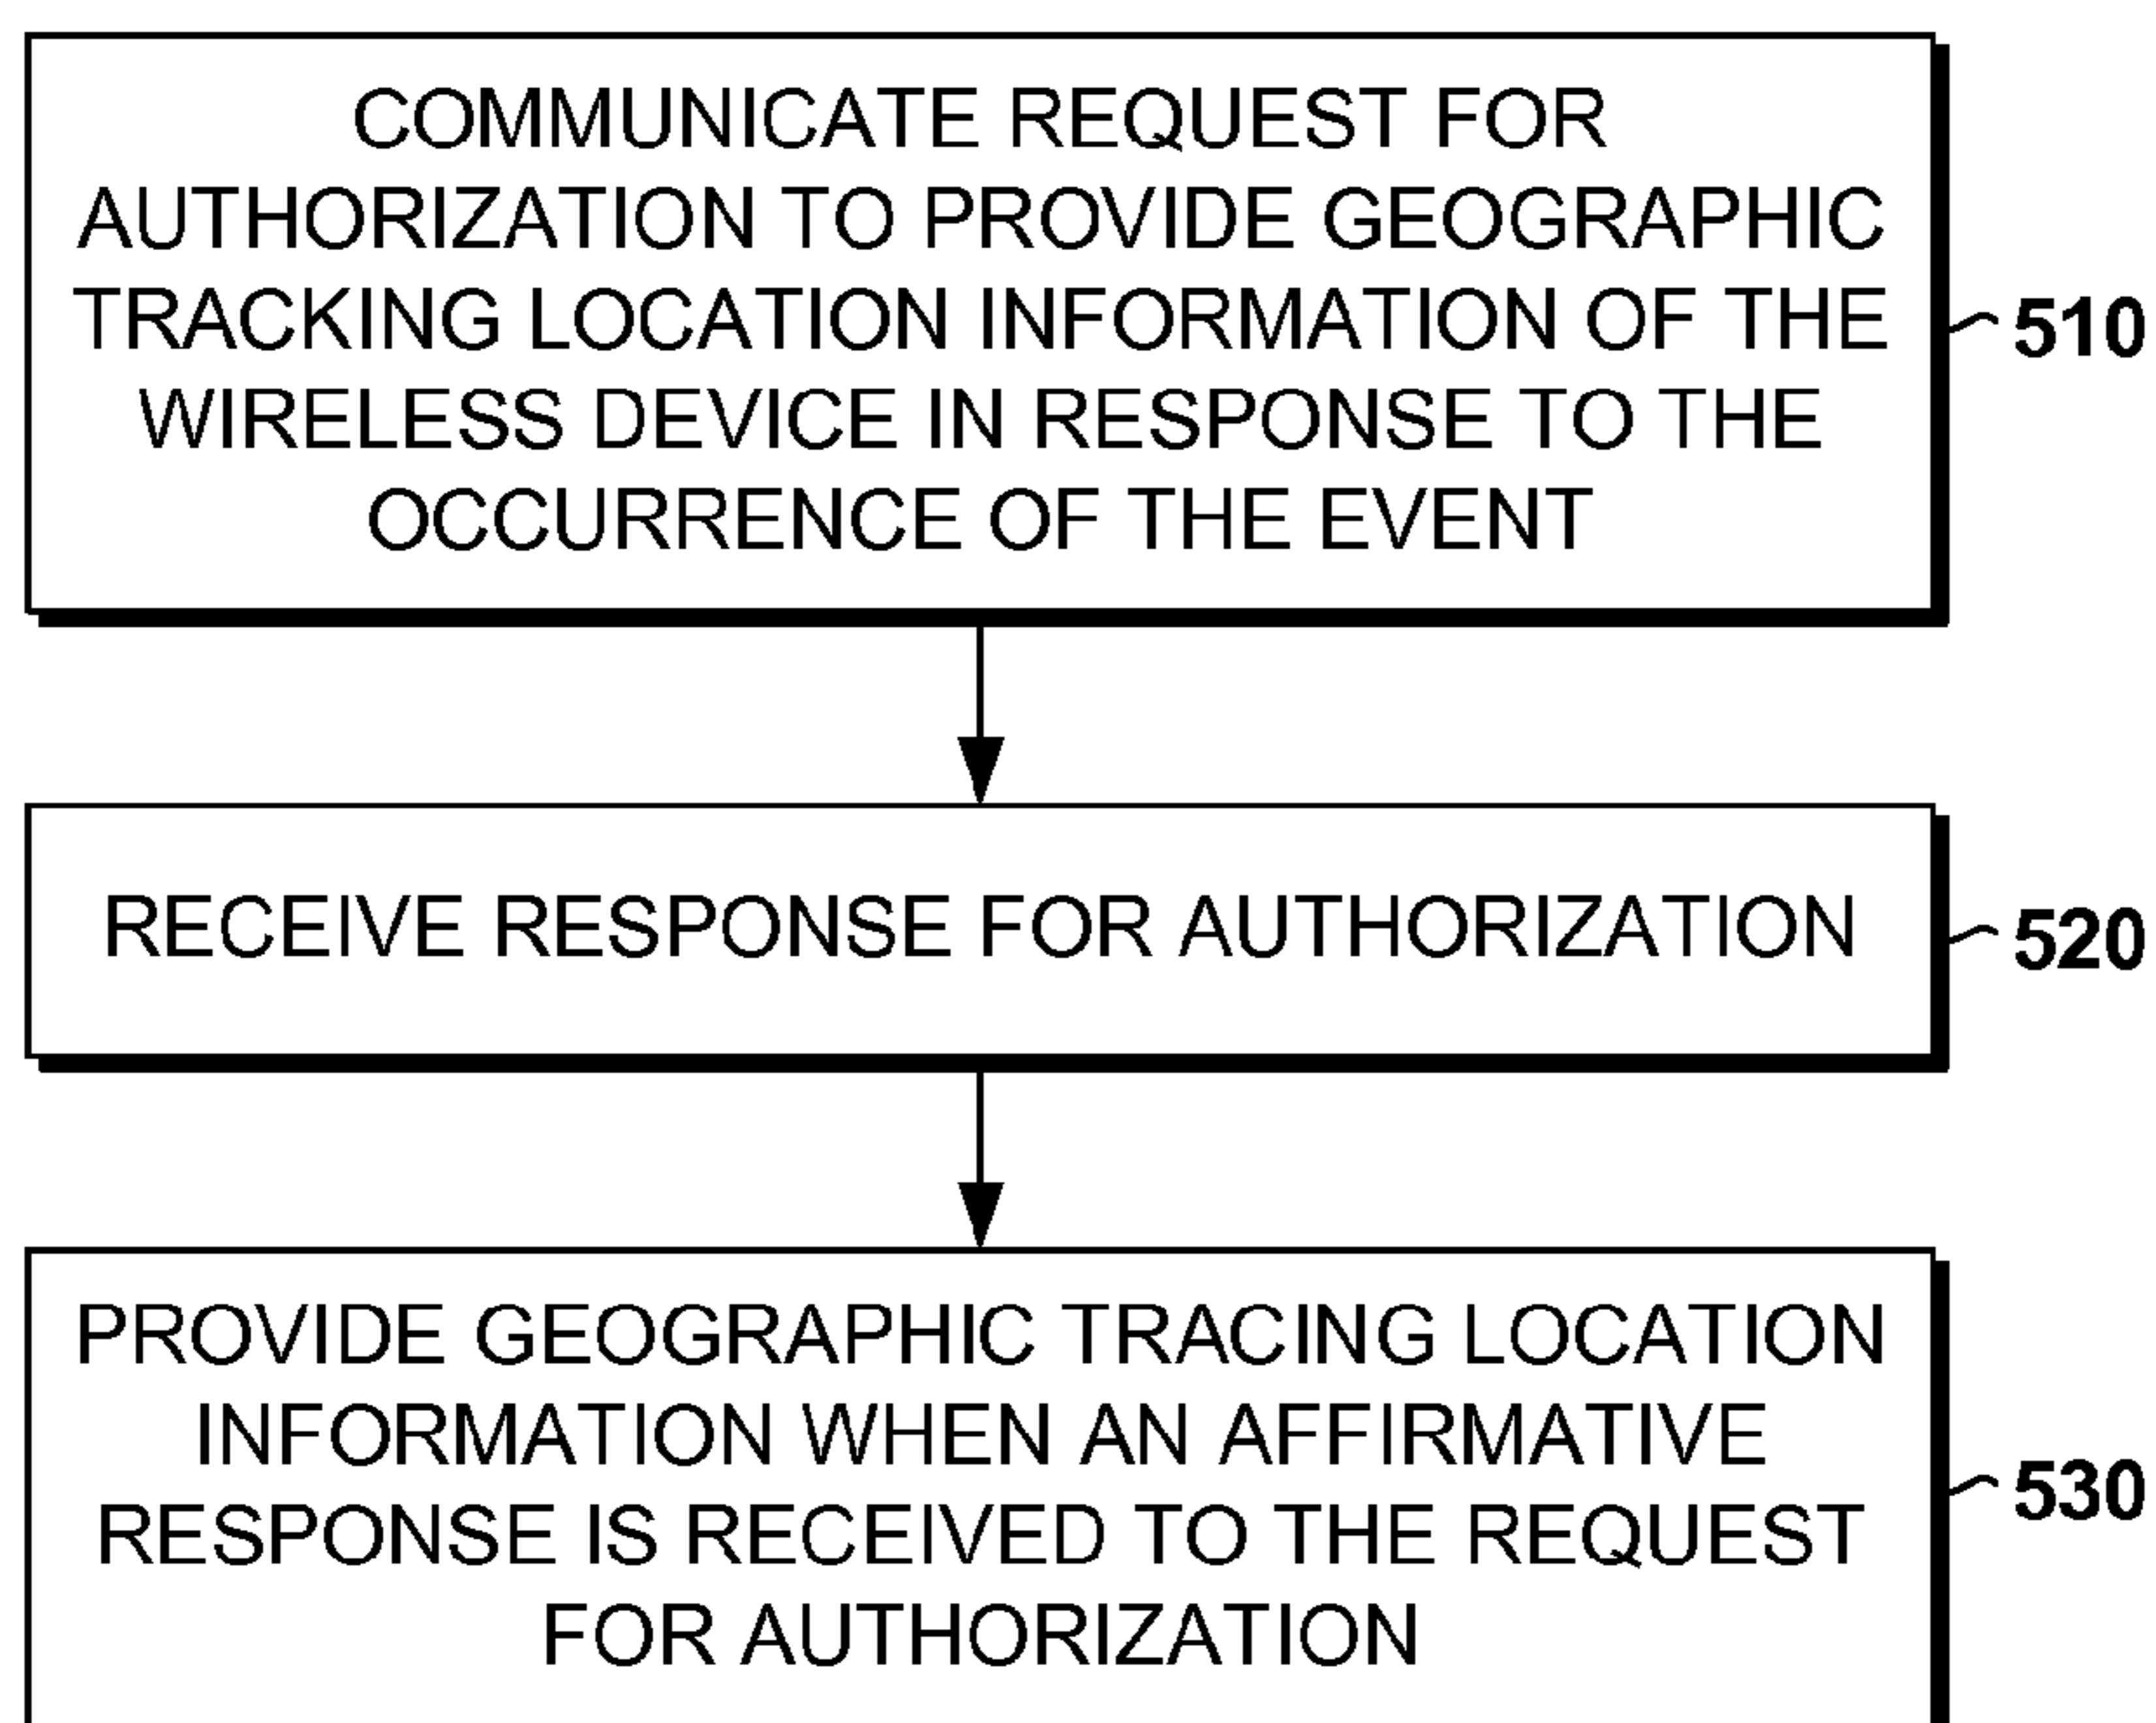 COMMUNICATE REQUEST FOR
AUTHORIZATION TO PROVIDE GEOGRAPHIC
TRACKING LOCATION INFORMATION OF THE
WIRELESS DEVICE IN RESPONSE TO THE
OCCURRENCE OF THE EVENT
510
RECEIVE RESPONSE FOR AUTHORIZATION
520
PROVIDE GEOGRAPHIC TRACING LOCATION
INFORMATION WHEN AN AFFIRMATIVE
RESPONSE IS RECEIVED TO THE REQUEST
FOR AUTHORIZATION
530